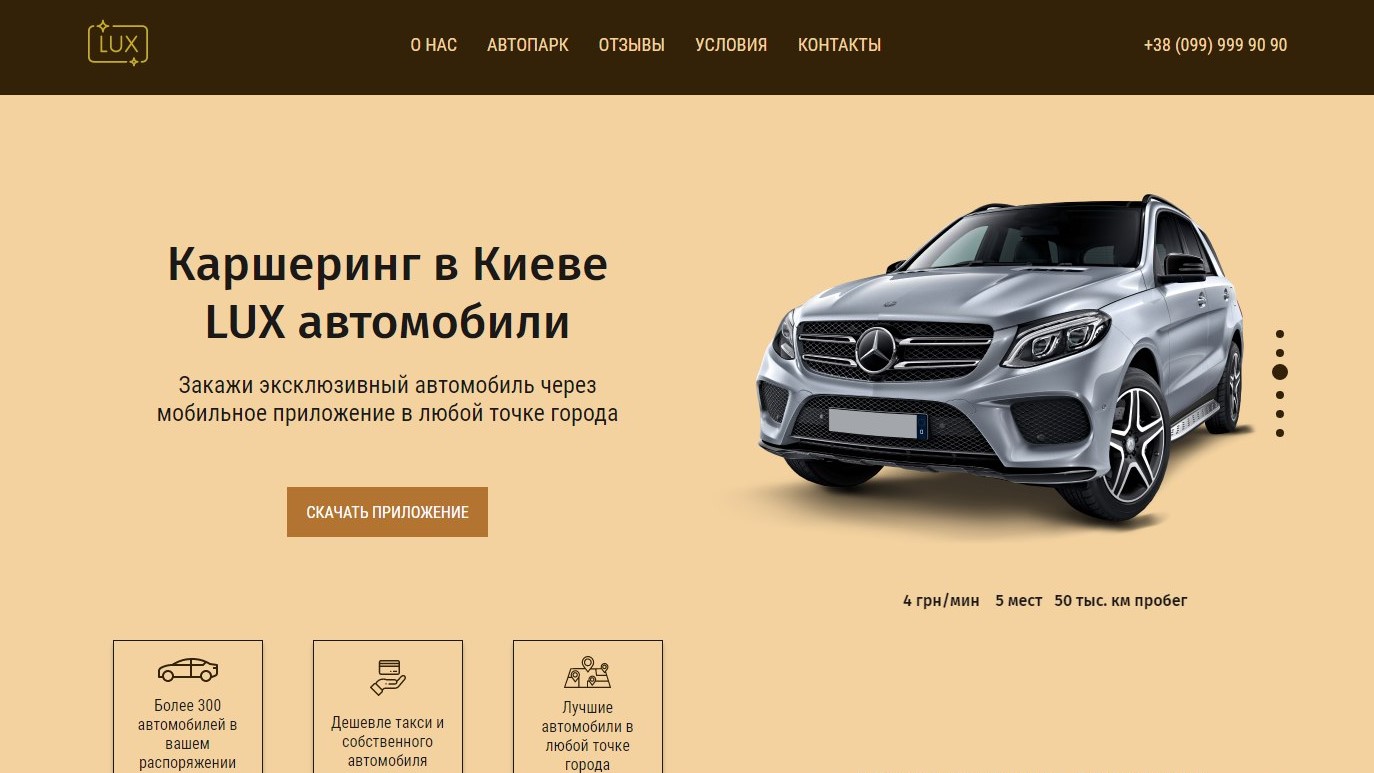 LUX
О НАС
АВТОПАРК
ОТЗЫВЫ
УСЛОВИЯ
КОНТАКТЫ
+38 (099) 999 90 90
Каршеринг в Киеве
LUX автомобили
Закажи эксклюзивный автомобиль через
мобильное приложение в любой точке города
СКАЧАТЬ ПРИЛОЖЕНИЕ
4 грн/мин
5 мест
50 тыс. км пробег
Более 300
автомобилей в
вашем
распоряжении
Дешевле такси и
собственного
автомобиля
Лучшие
автомобили в
любой точке
города